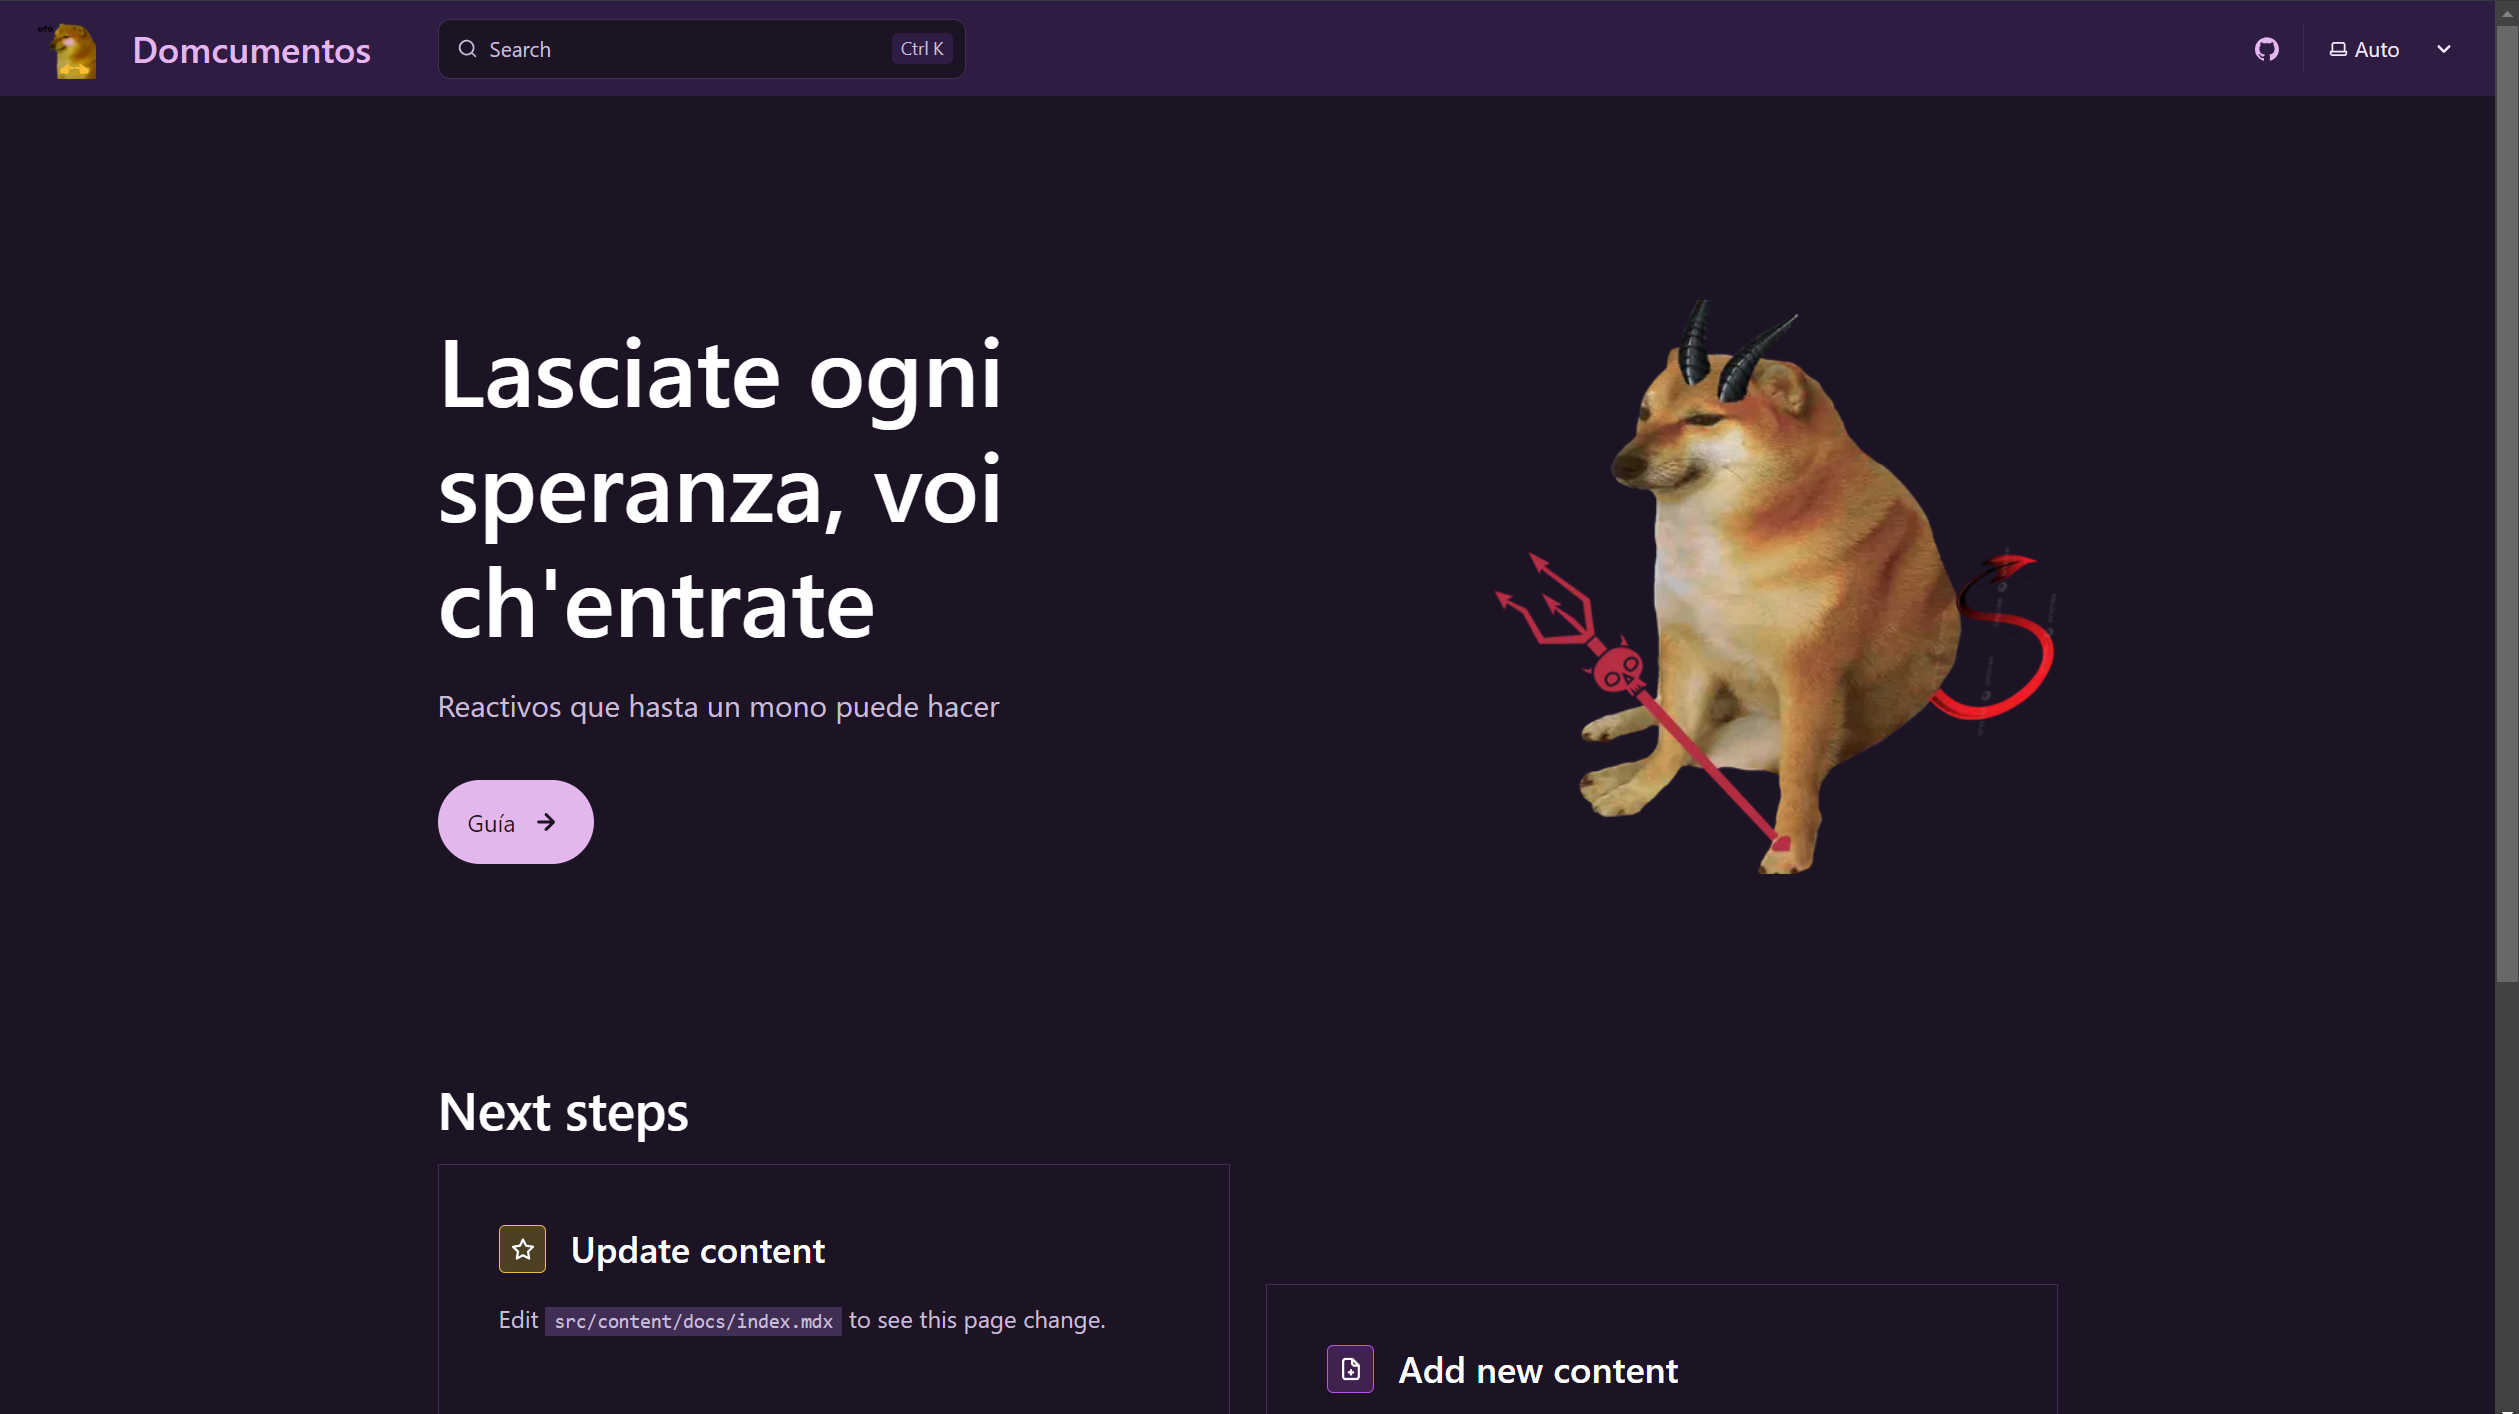 Domcumentos
Search
Ctrl K
Auto
Lasciate ogni
speranza, voi
ch'entrate
Reactivos que hasta un mono puede hacer
Guía
Next steps
Update content
Edit src/content/docs/index.mdx to see this page change.
Add new content